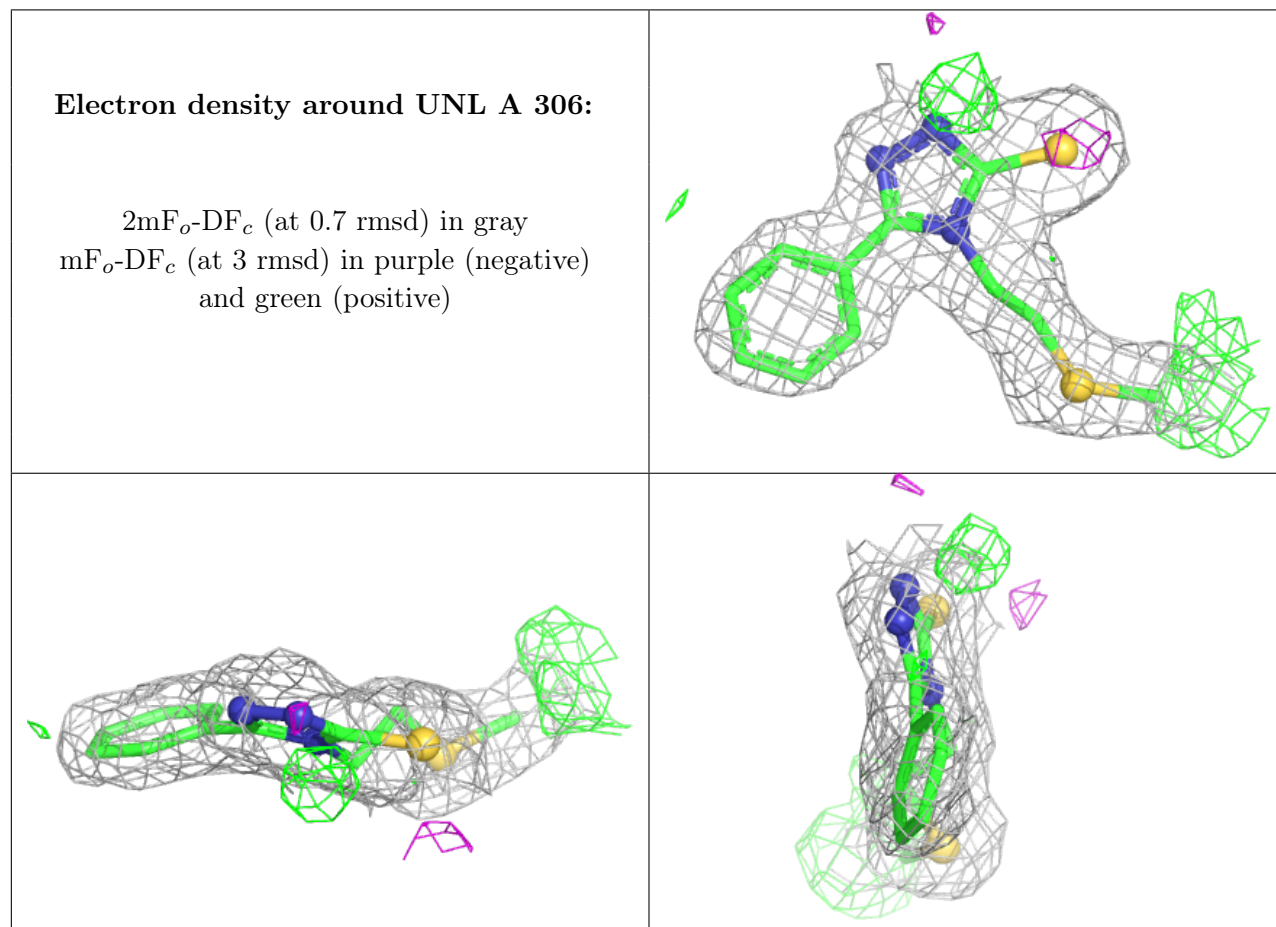 Electron density around UNL A 306:
2mFo-DFc (at 0.7 rmsd) in gray
mFo-DFc (at 3 rmsd) in purple (negative)
and green (positive)